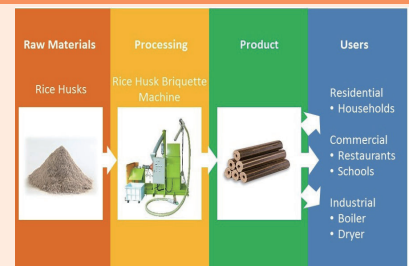 Raw Materials
Processing
Product
Users
Rice Husks
Rice Husk Briquette
Machine
Residential
• Households
Commercial
• Restaurants
• Schools
Industrial
• Boiler
• Dryer